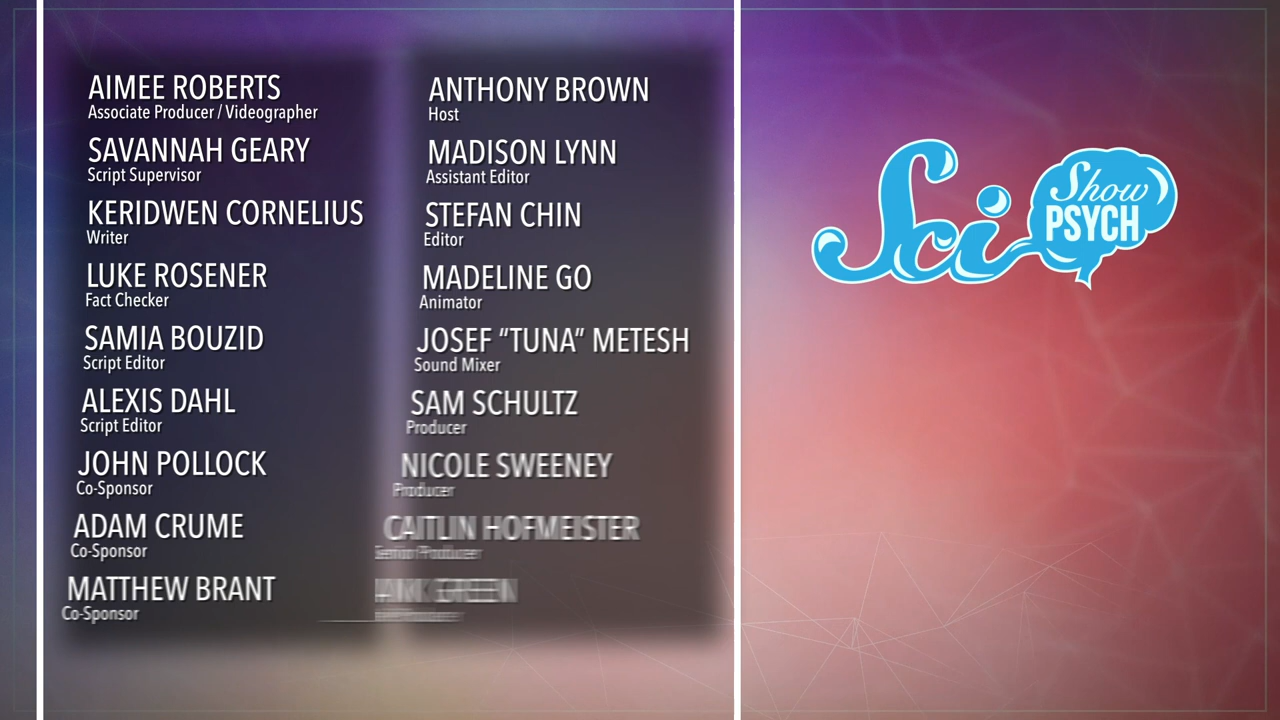 AIMEE ROBERTS
Associate Producer / Videographer
SAVANNAH GEARY
Script Supervisor
KERIDWEN CORNELIUS
Writer
LUKE ROSENER
Fact Checker
SAMIA BOUZID
Script Editor
ALEXIS DAHL
Script Editor
JOHN POLLOCK
Co-Sponsor
ADAM CRUME
Co-Sponsor
MATTHEW BRANT
Co-Sponsor
ANTHONY BROWN
Host
MADISON LYNN
Assistant Editor
STEFAN CHIN
Editor
MADELINE GO
Animator
JOSEF “TUNA” METESH
Sound Mixer
SAM SCHULTZ
Producer
NICOLE SWEENEY
Producer
CAITLIN HOFMEISTER
Senior Producer
GREEN
Sci Show
PSYCH